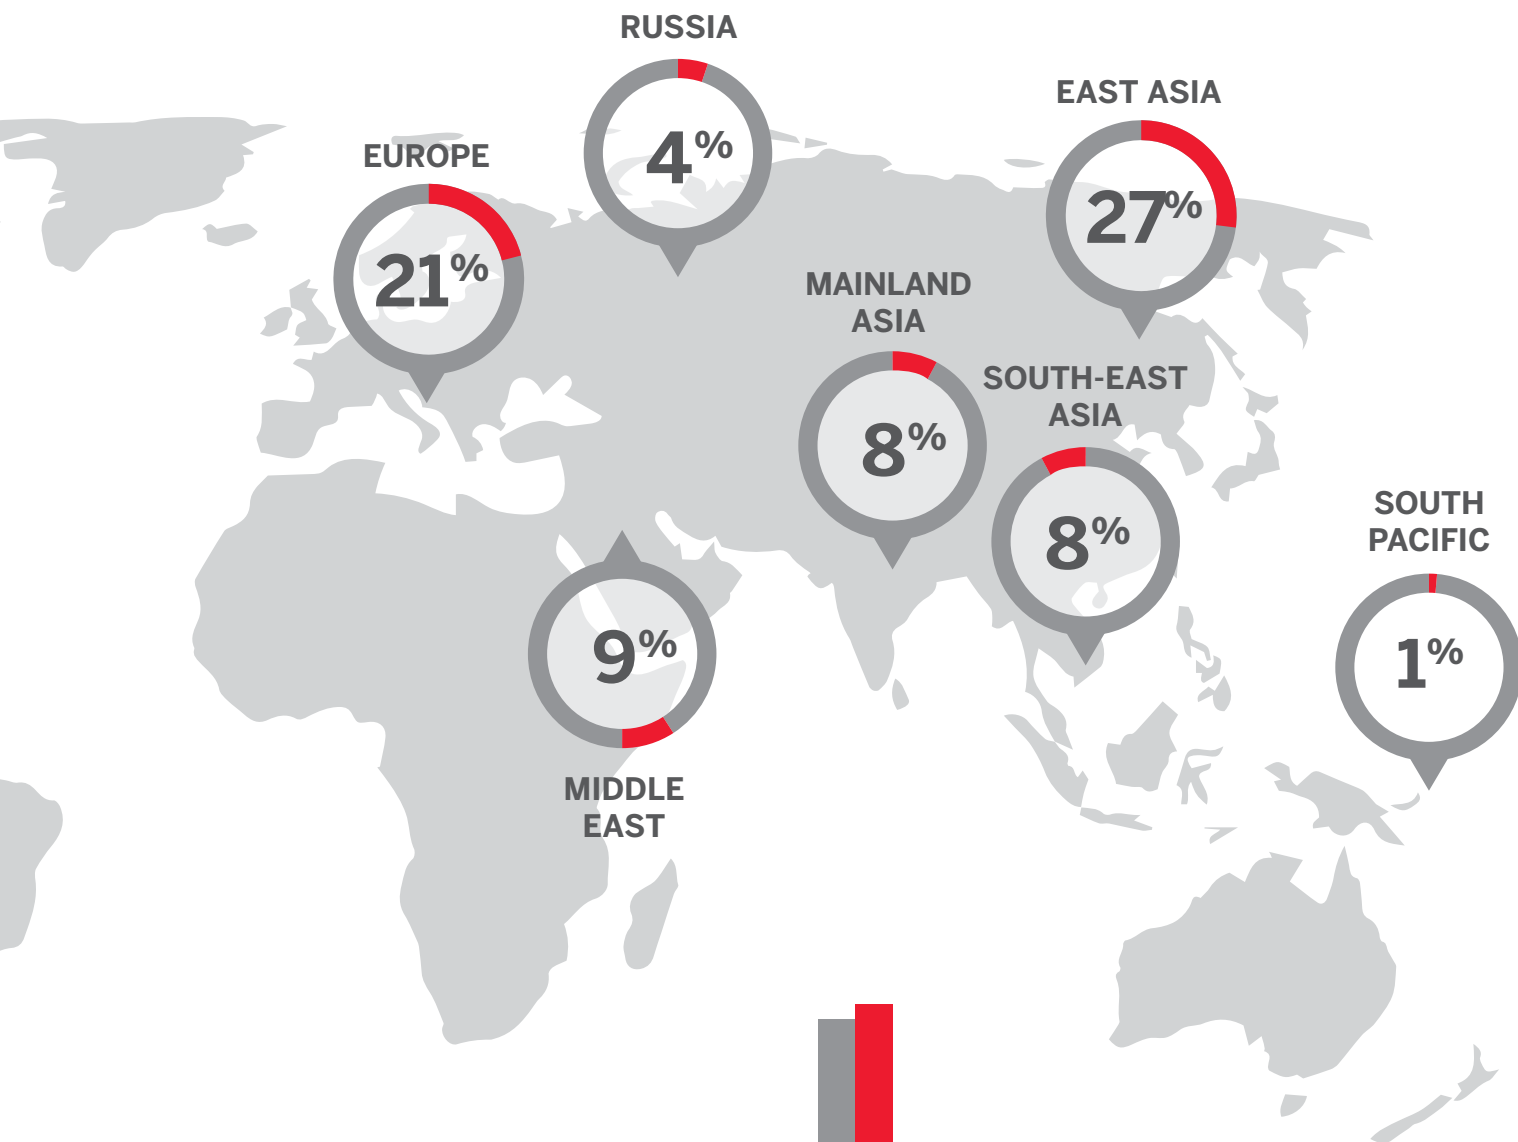 RUSSIA
4%
EAST ASIA
27%
EUROPE
21%
MAINLAND
ASIA
8%
SOUTH-EAST
ASIA
8%
SOUTH
PACIFIC
1%
9%
MIDDLE
EAST